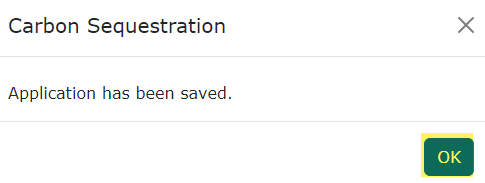 Carbon Sequestration
Application has been saved.
OK